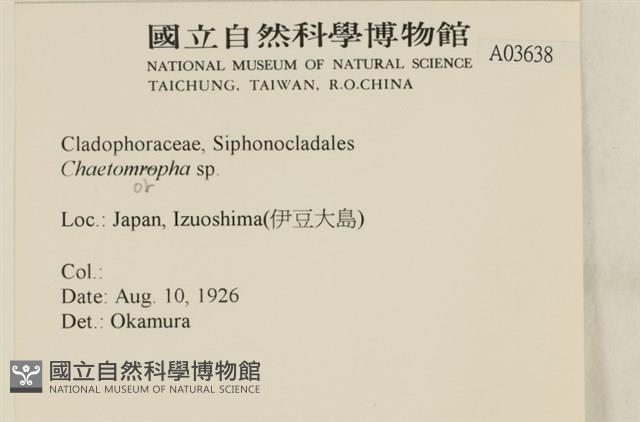 國立自然科學博物館
NATIONAL MUSEUM OF NATURAL SCIENCE
TAICHUNG, TAIWAN, R.O.CHINA
A03638
Cladophoraceae, Siphonocladales
Chaetomropha sp.
or
Loc.: Japan, Izuoshima(伊豆大島)
Col.:
Date: Aug. 10, 1926
Det.: Okamura
國立自然科學博物館
NATIONAL MUSEUM OF NATURAL SCIENCE